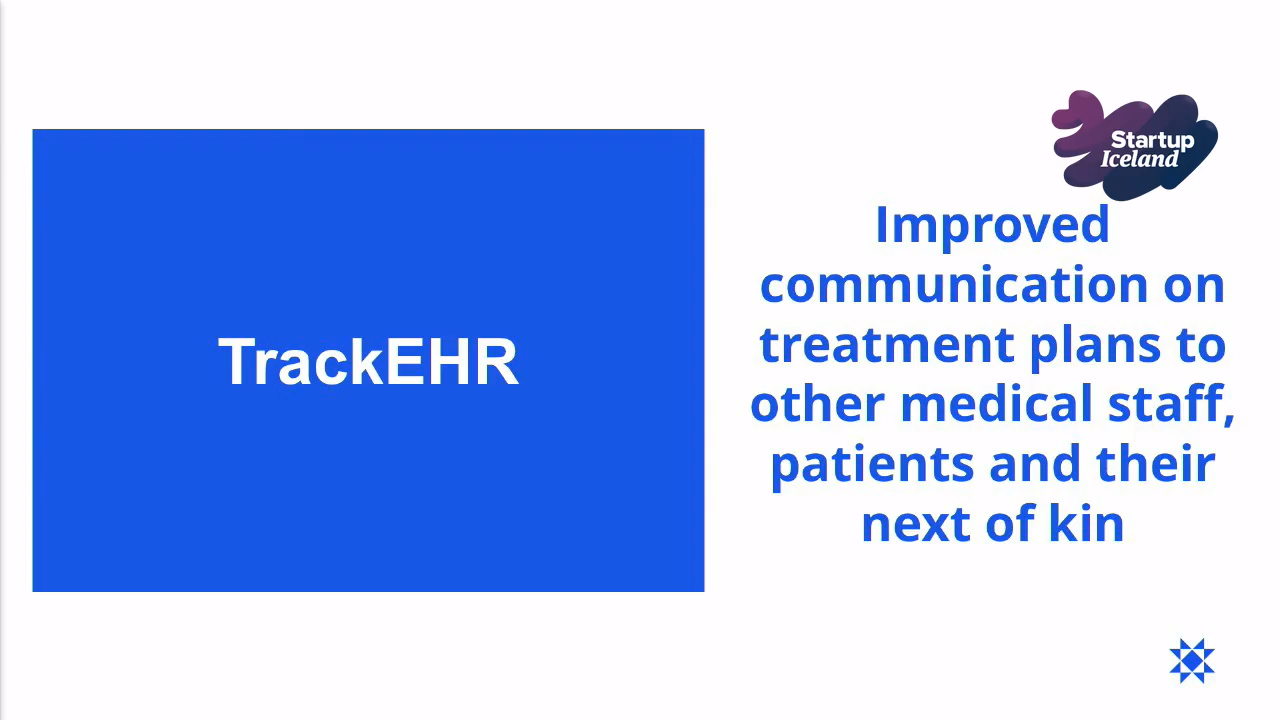 TrackEHR
Startup
Iceland
Improved
communication on
treatment plans to
other medical staff,
patients and their
next of kin